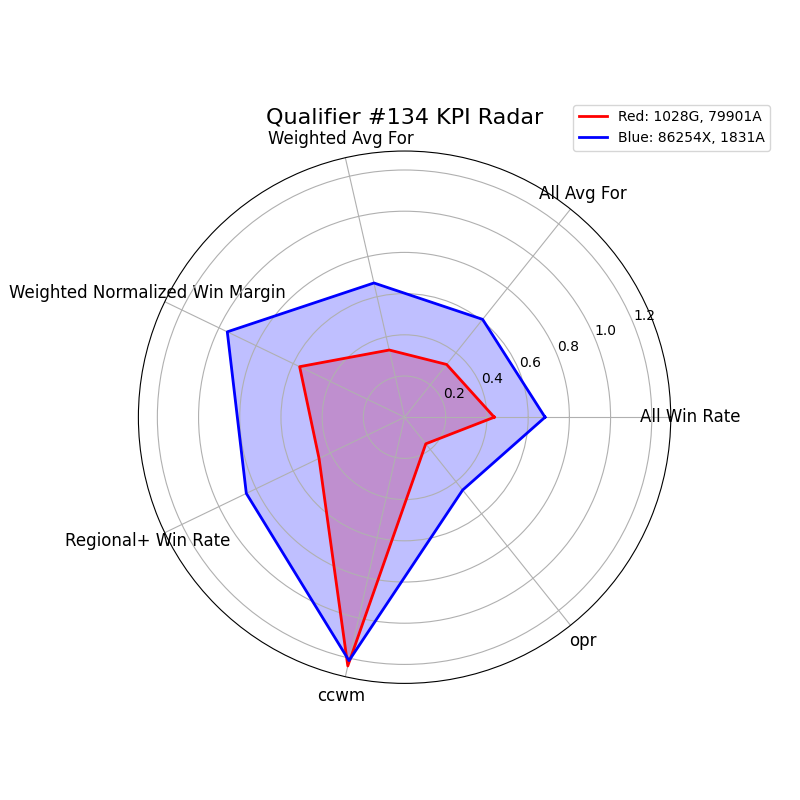 Qualifier #134 KPI Radar
Red: 1028G, 79901A
Blue: 86254X, 1831A
Weighted Avg For
All Avg For
Weighted Normalized Win Margin
1.2
1.0
0.8
0.6
0.4
0.2
All Win Rate
Regional+ Win Rate
opr
ccwm